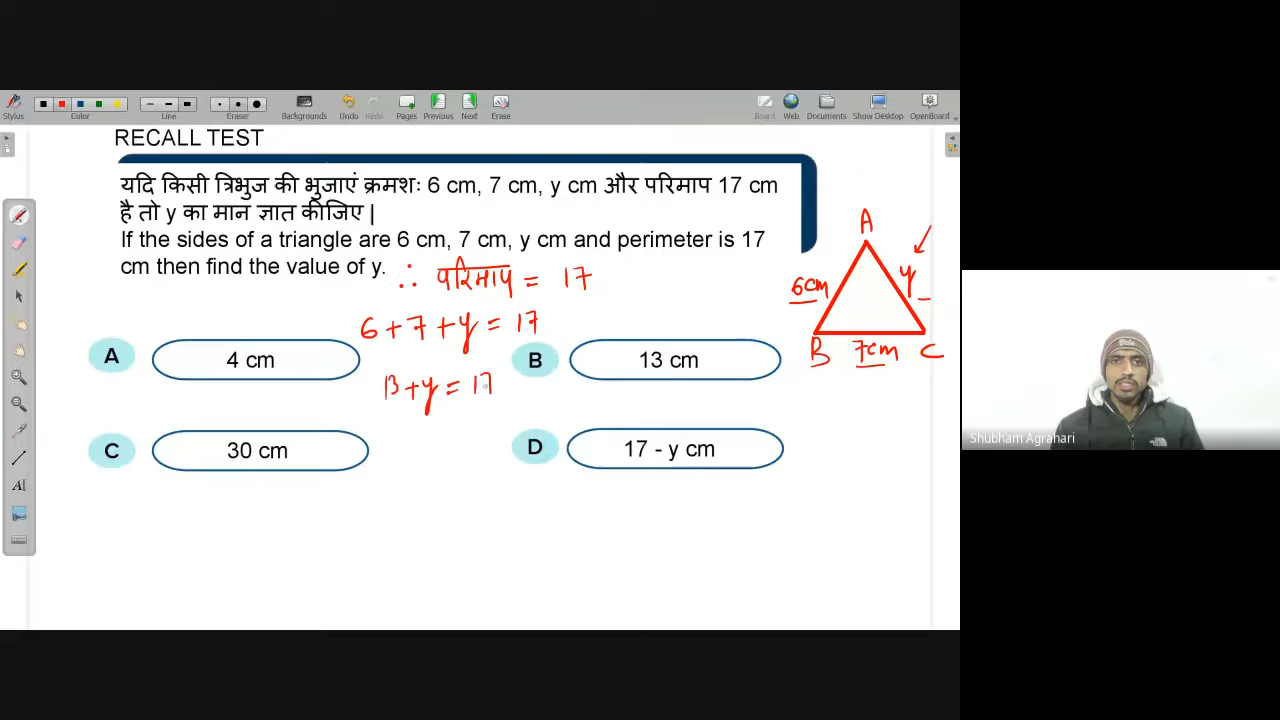 Stylus
Color
Line
Eraser
Backgrounds
Undo
Redo
Pages
Previous
Next
Erase
Board
Web
Documents
Show Desktop
OpenBoard
RECALL TEST
यदि किसी त्रिभुज की भुजाएं क्रमशः 6 cm, 7 cm, y cm और परिमाप 17 cm
है तो y का मान ज्ञात कीजिए |
If the sides of a triangle are 6 cm, 7 cm, y cm and perimeter is 17
cm then find the value of y.
∴ परिमाप = 17
6 + 7 + y = 17
13 + y = 17
A 4 cm
B 13 cm
C 30 cm
D 17 - y cm
A
6cm
y
B 7cm C
AI
Shubham Agrahari